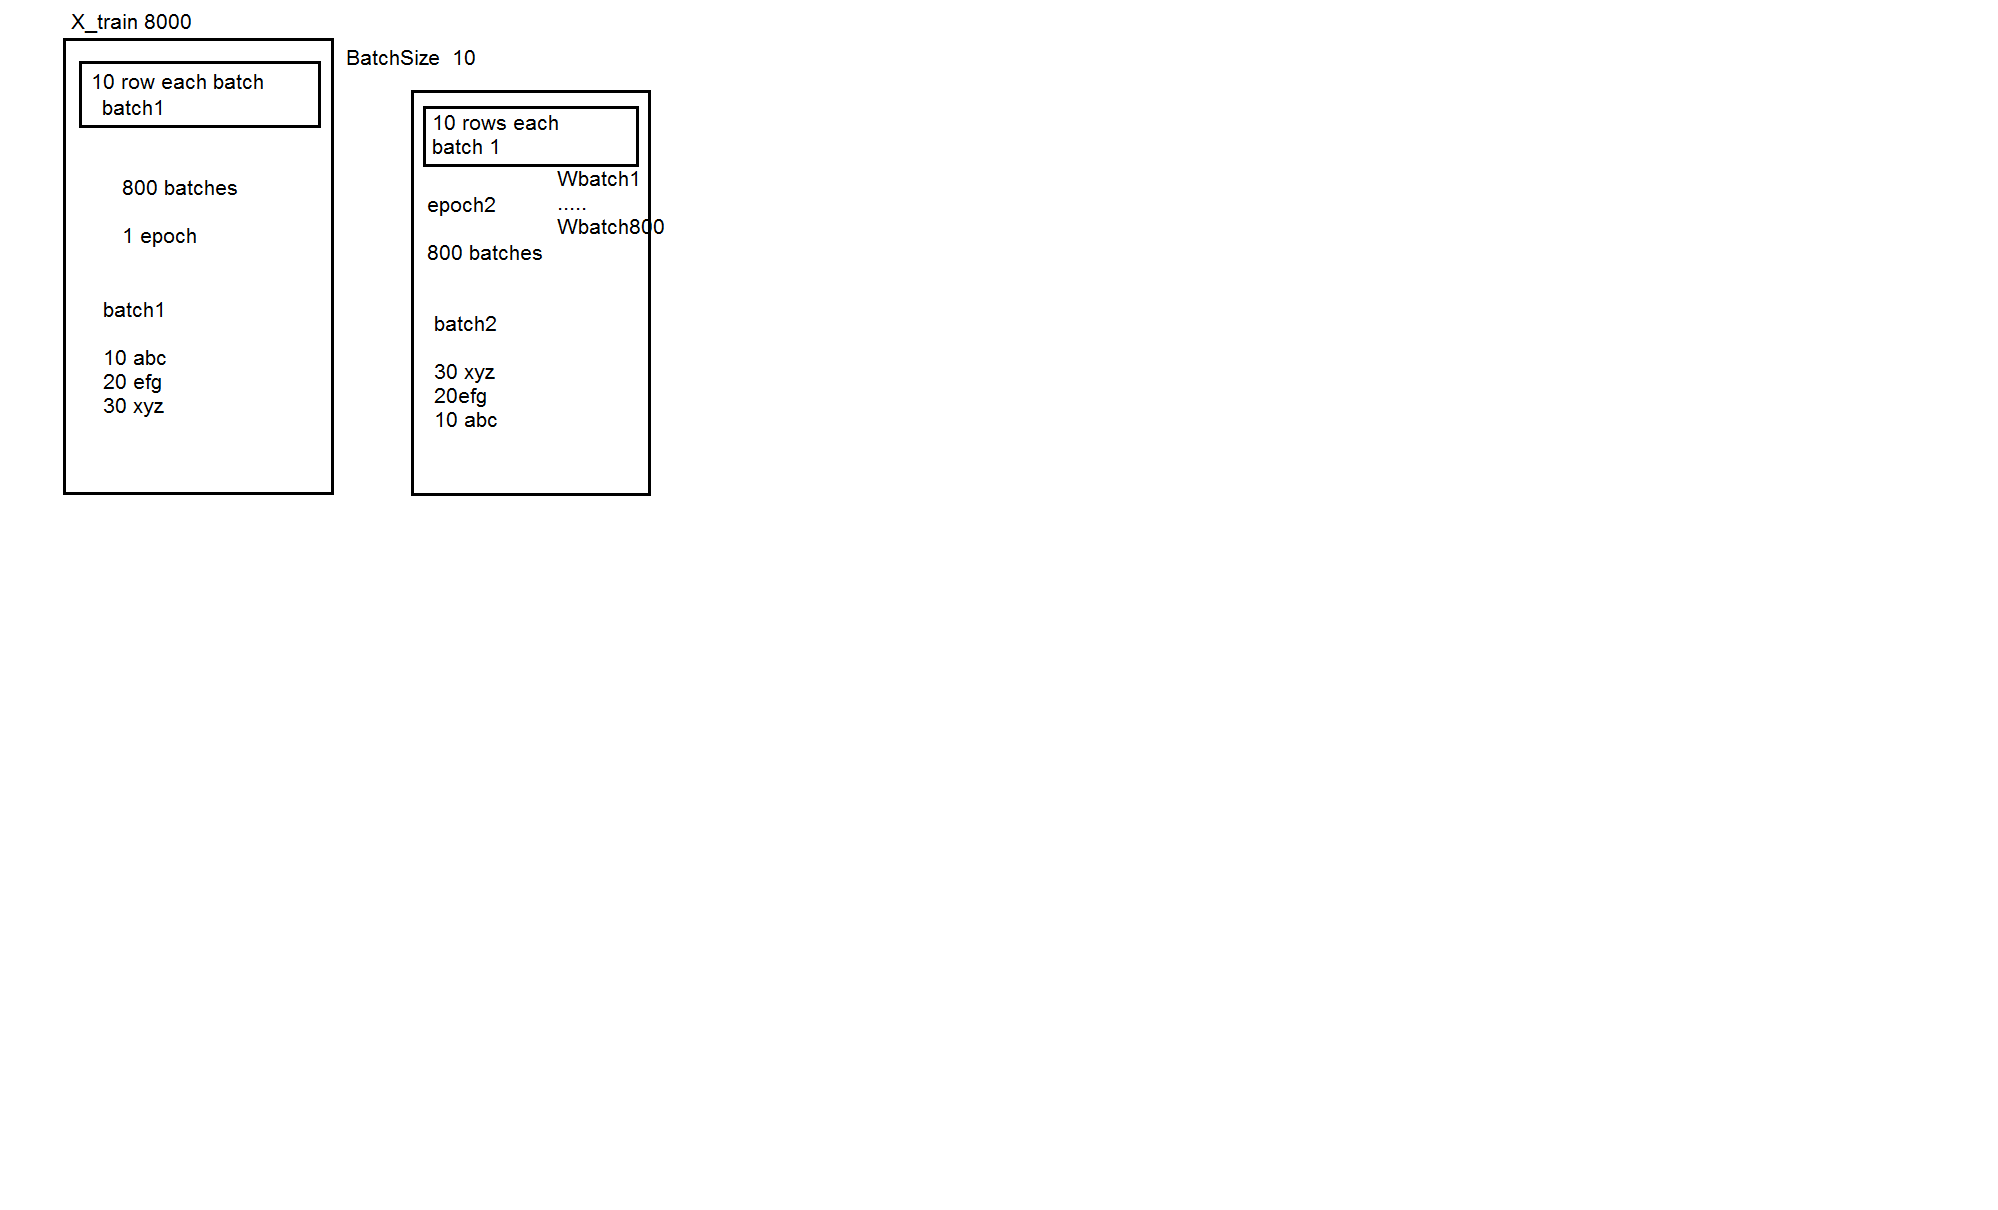 X_train 8000
10 row each batch
batch1
800 batches
1 epoch
batch1
10 abc
20 efg
30 xyz
BatchSize  10
10 rows each
batch 1
Wbatch1
epoch2
.....
Wbatch800
800 batches
batch2
30 xyz
20efg
10 abc